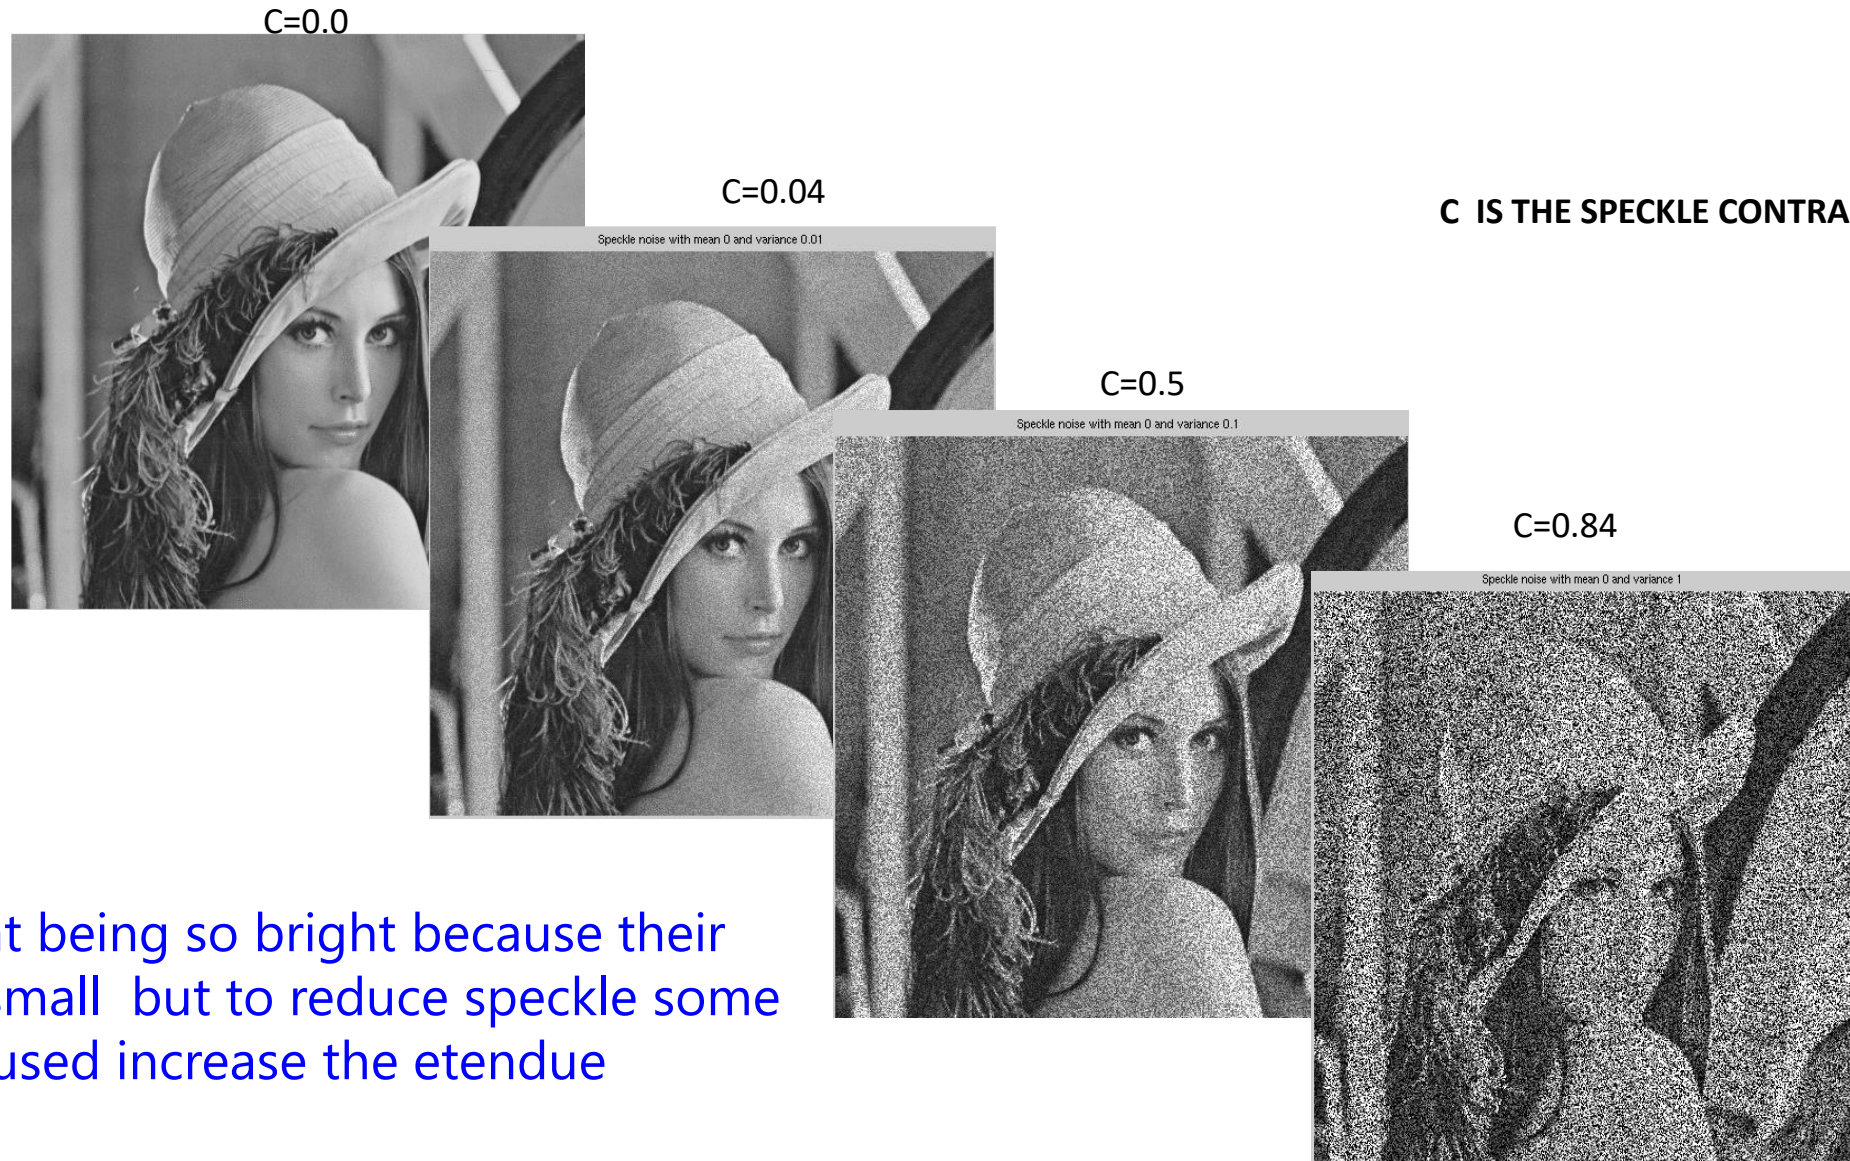 C=0.0
C=0.04
C IS THE SPECKLE CONTRA
Speckle noise with mean 0 and variance 0.01
C=0.5
Speckle noise with mean 0 and variance 0.1
C=0.84
Speckle noise with mean 0 and variance 1
t being so bright because their
small but to reduce speckle some
used increase the etendue